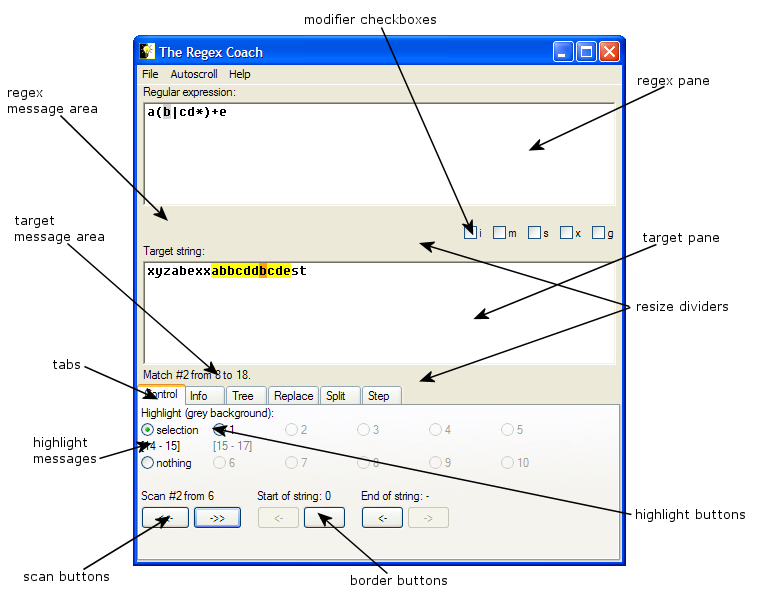 modifier checkboxes
The Regex Coach
File Autoscroll Help
regex pane
Regular expression:
regex
message area
a(b|cd*)+e
target
message area
i m s x g
target pane
Target string:
xyzabexxabbcddbcdest
resize dividers
tabs
Match #2 from 8 to 18.
Control Info Tree Replace Split Step
Highlight (grey background):
selection 1 2 3 4 5
highlight
messages
[14 - 15] [15 - 17]
nothing 6 7 8 9 10
Scan #2 from 6 Start of string: 0 End of string: -
<<- ->> <- -> <- ->
highlight buttons
scan buttons
border buttons